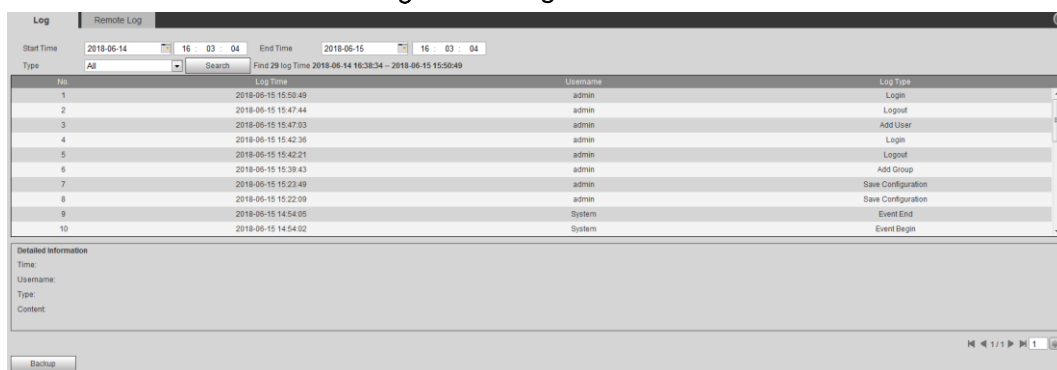 Log Remote Log
Start Time 2018-06-14 16 : 03 : 04 End Time 2018-06-15 16 : 03 : 04
Type All Search Find 29 log Time 2018-06-14 16:38:34 -- 2018-06-15 15:50:49
No. Log Time Username Log Type
1 2018-06-15 15:50:49 admin Login
2 2018-06-15 15:47:44 admin Logout
3 2018-06-15 15:47:03 admin Add User
4 2018-06-15 15:42:36 admin Login
5 2018-06-15 15:42:21 admin Logout
6 2018-06-15 15:39:43 admin Add Group
7 2018-06-15 15:23:49 admin Save Configuration
8 2018-06-15 15:22:09 admin Save Configuration
9 2018-06-15 14:54:05 System Event End
10 2018-06-15 14:54:02 System Event Begin
Detailed Information
Time:
Username:
Type:
Content:
1/1 1
Backup